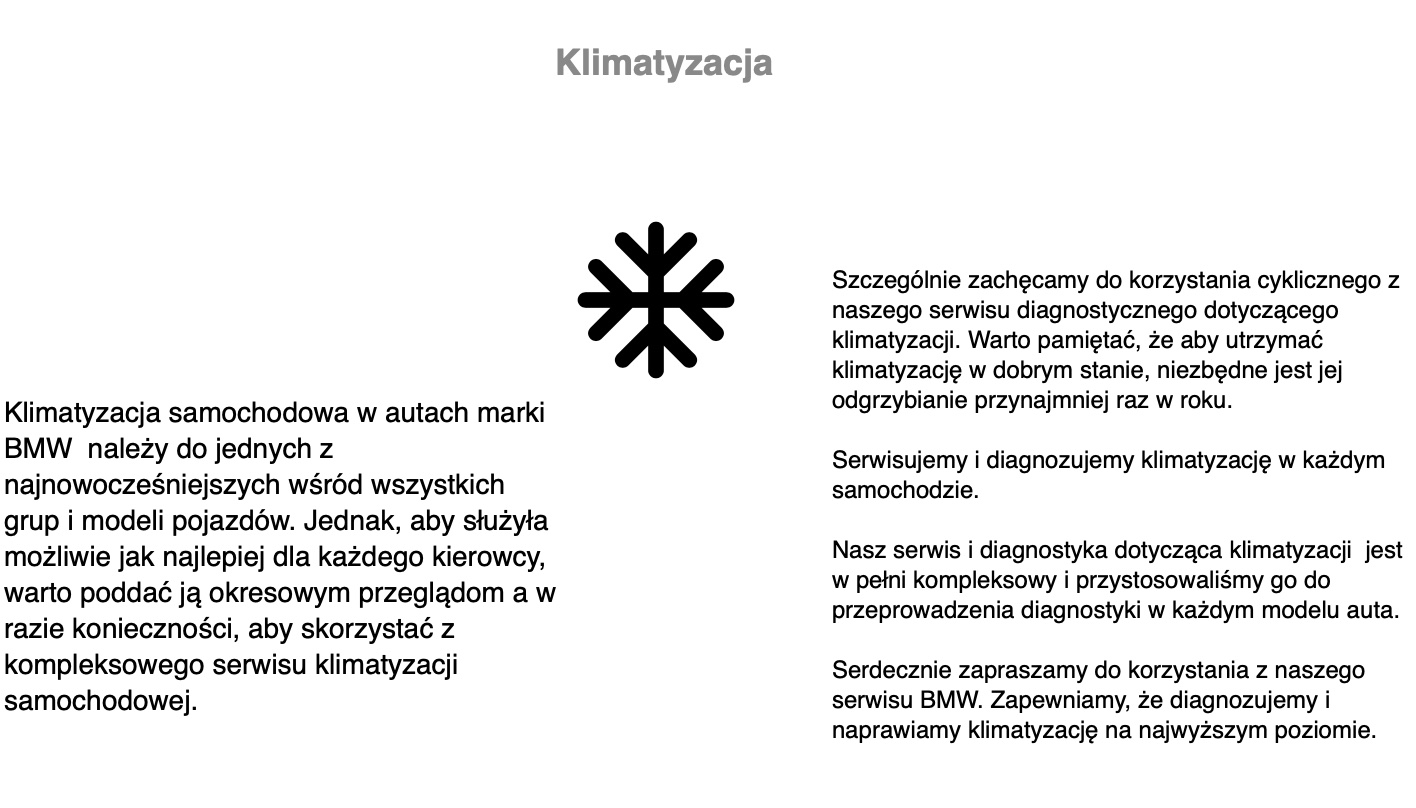 Klimatyzacja
Klimatyzacja samochodowa w autach marki
BMW  należy do jednych z
najnowocześniejszych wśród wszystkich
grup i modeli pojazdów. Jednak, aby służyła
możliwie jak najlepiej dla każdego kierowcy,
warto poddać ją okresowym przeglądom a w
razie konieczności, aby skorzystać z
kompleksowego serwisu klimatyzacji
samochodowej.
Szczególnie zachęcamy do korzystania cyklicznego z
naszego serwisu diagnostycznego dotyczącego
klimatyzacji. Warto pamiętać, że aby utrzymać
klimatyzację w dobrym stanie, niezbędne jest jej
odgrzybianie przynajmniej raz w roku.
Serwisujemy i diagnozujemy klimatyzację w każdym
samochodzie.
Nasz serwis i diagnostyka dotycząca klimatyzacji  jest
w pełni kompleksowy i przystosowaliśmy go do
przeprowadzenia diagnostyki w każdym modelu auta.
Serdecznie zapraszamy do korzystania z naszego
serwisu BMW. Zapewniamy, że diagnozujemy i
naprawiamy klimatyzację na najwyższym poziomie.